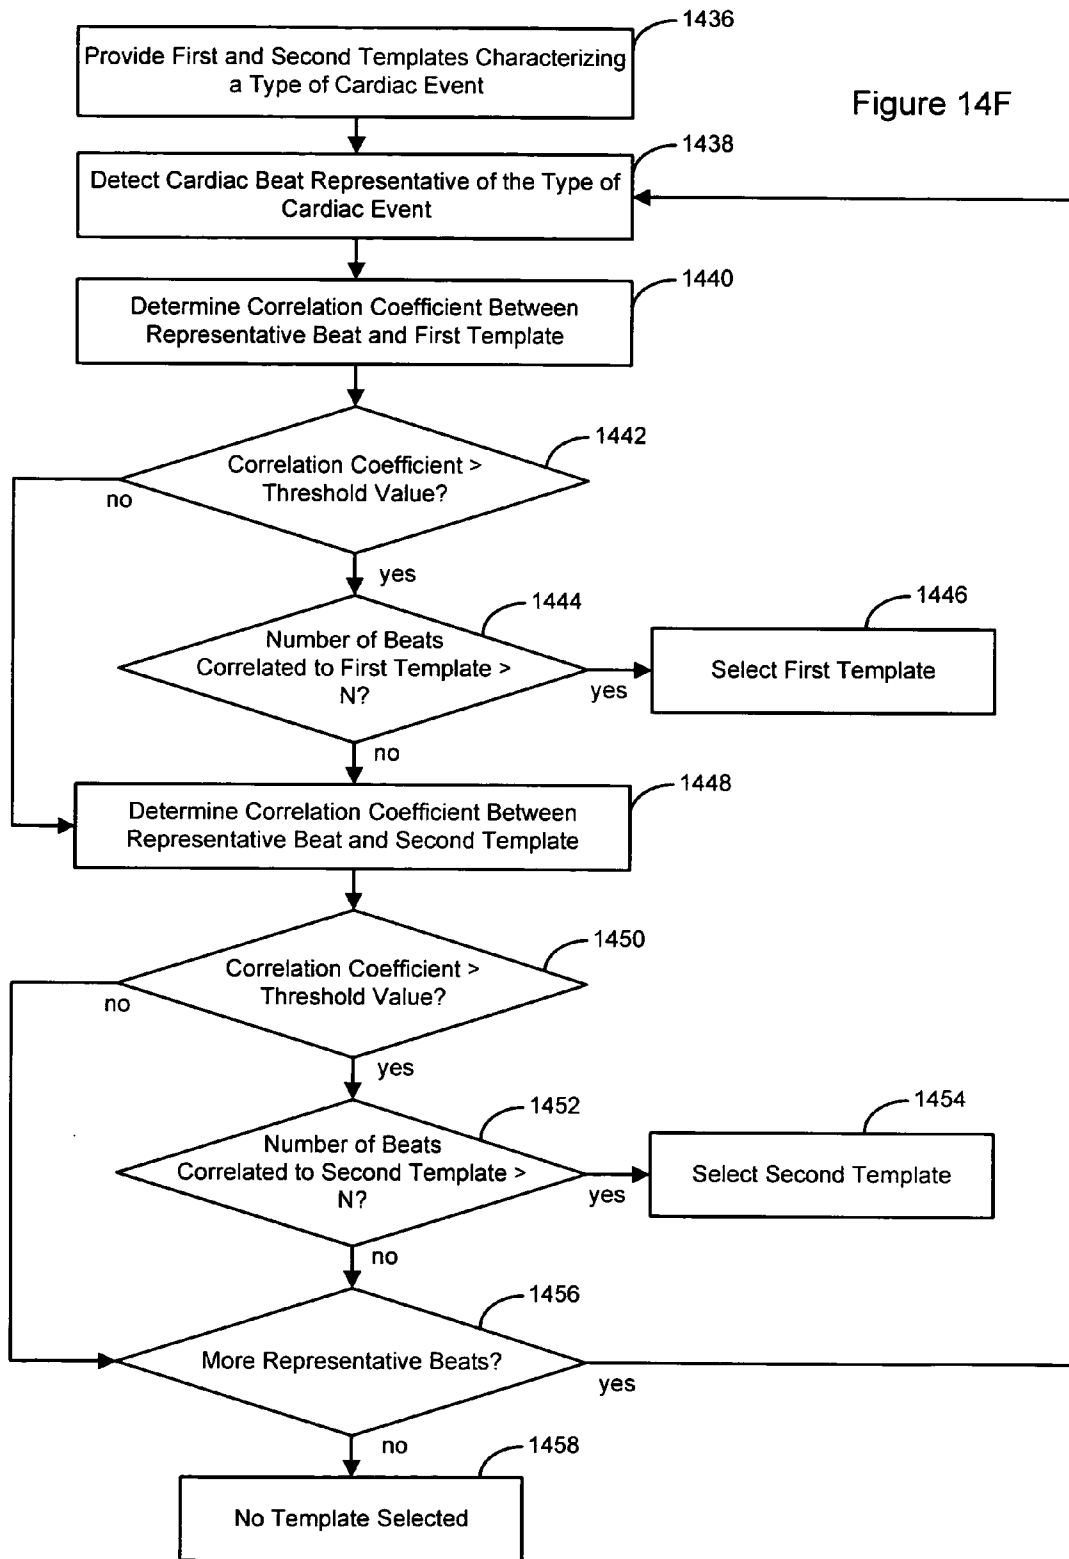 1436
Provide First and Second Templates Characterizing
a Type of Cardiac Event
Figure 14F
1438
Detect Cardiac Beat Representative of the Type of
Cardiac Event
1440
Determine Correlation Coefficient Between
Representative Beat and First Template
1442
Correlation Coefficient >
Threshold Value?
no
yes
1444
Number of Beats
Correlated to First Template >
N?
yes
1446
Select First Template
no
1448
Determine Correlation Coefficient Between
Representative Beat and Second Template
1450
Correlation Coefficient >
Threshold Value?
no
yes
1452
Number of Beats
Correlated to Second Template >
N?
yes
1454
Select Second Template
no
1456
More Representative Beats?
yes
no
1458
No Template Selected